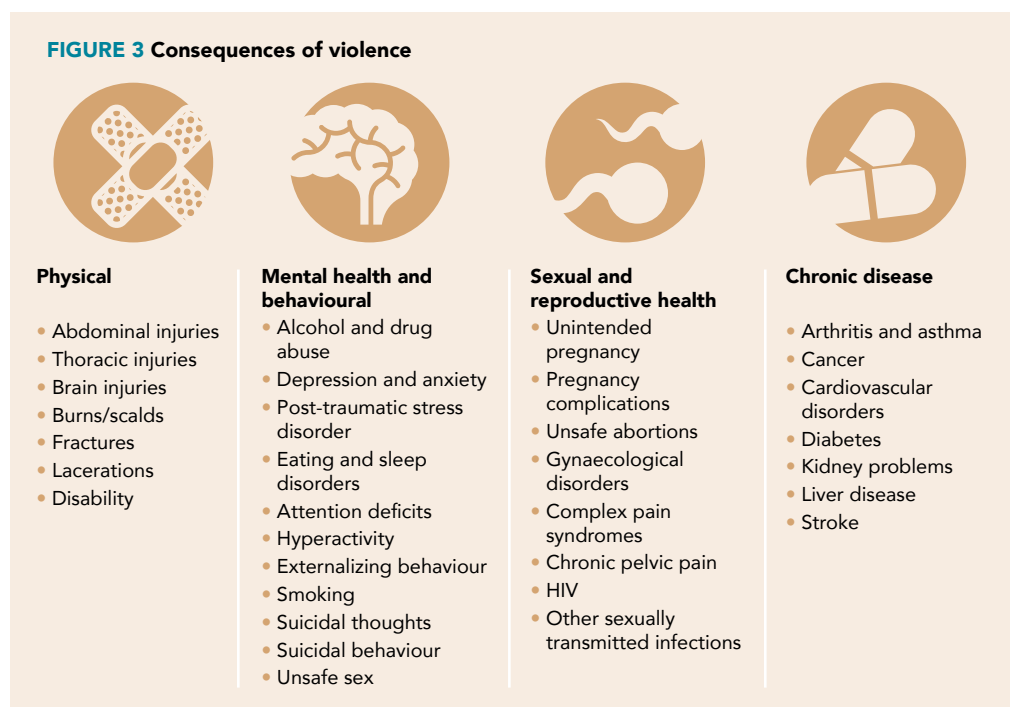 FIGURE 3 Consequences of violence
Physical
• Abdominal injuries
• Thoracic injuries
• Brain injuries
• Burns/scalds
• Fractures
• Lacerations
• Disability
Mental health and
behavioural
• Alcohol and drug
abuse
• Depression and anxiety
• Post-traumatic stress
disorder
• Eating and sleep
disorders
• Attention deficits
• Hyperactivity
• Externalizing behaviour
• Smoking
• Suicidal thoughts
• Suicidal behaviour
• Unsafe sex
Sexual and
reproductive health
• Unintended
pregnancy
• Pregnancy
complications
• Unsafe abortions
• Gynaecological
disorders
• Complex pain
syndromes
• Chronic pelvic pain
• HIV
• Other sexually
transmitted infections
Chronic disease
• Arthritis and asthma
• Cancer
• Cardiovascular
disorders
• Diabetes
• Kidney problems
• Liver disease
• Stroke